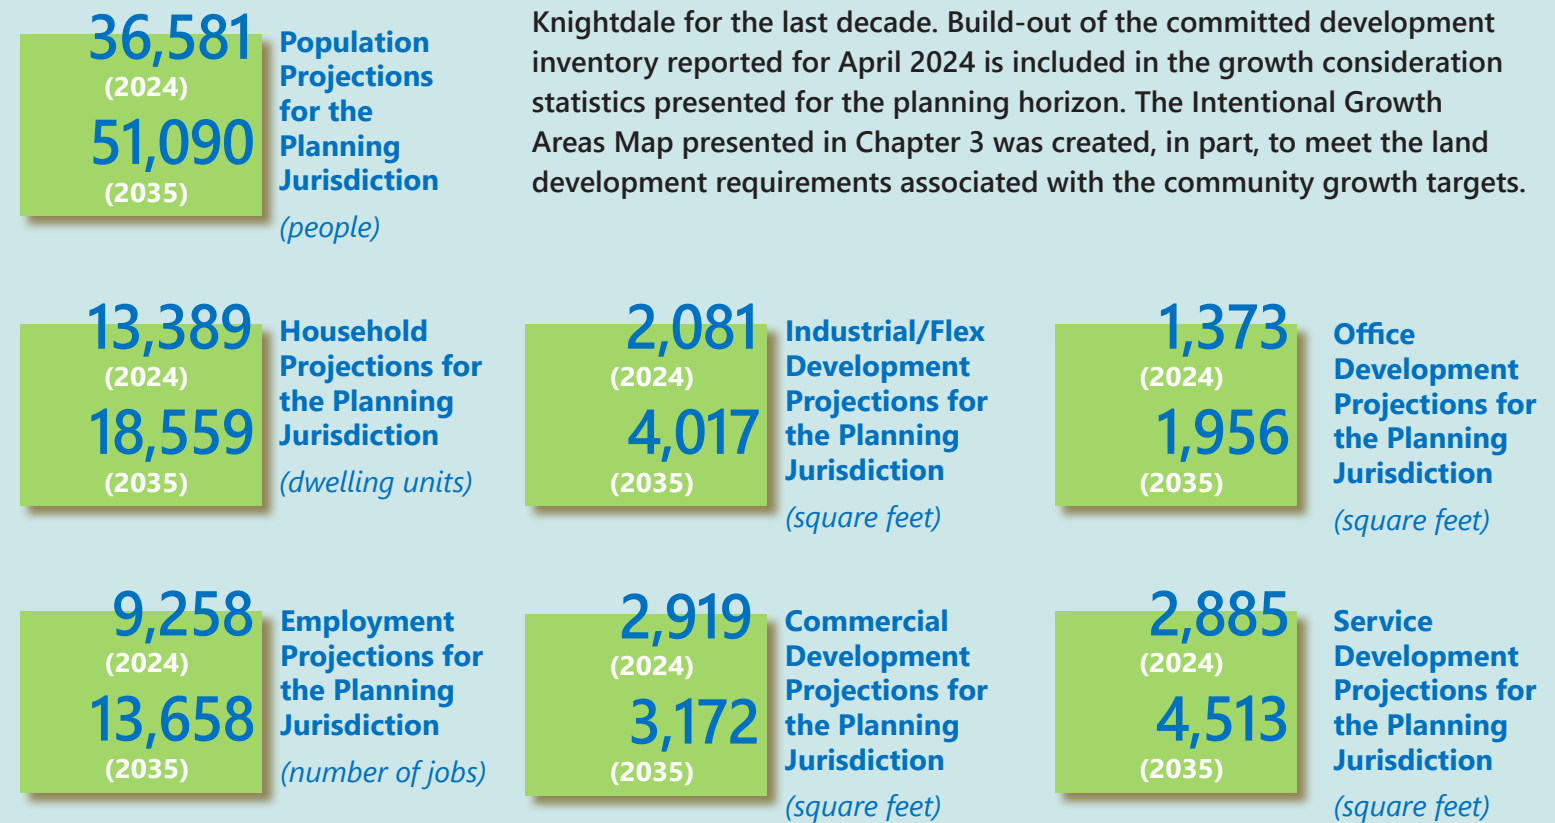 36,581
(2024)
51,090
(2035)
Population
Projections
for the
Planning
Jurisdiction
(people)
Knightdale for the last decade. Build-out of the committed development
inventory reported for April 2024 is included in the growth consideration
statistics presented for the planning horizon. The Intentional Growth
Areas Map presented in Chapter 3 was created, in part, to meet the land
development requirements associated with the community growth targets.
13,389
(2024)
18,559
(2035)
Household
Projections for
the Planning
Jurisdiction
(dwelling units)
2,081
(2024)
4,017
(2035)
Industrial/Flex
Development
Projections for
the Planning
Jurisdiction
(square feet)
1,373
(2024)
1,956
(2035)
Office
Development
Projections for
the Planning
Jurisdiction
(square feet)
9,258
(2024)
13,658
(2035)
Employment
Projections for
the Planning
Jurisdiction
(number of jobs)
2,919
(2024)
3,172
(2035)
Commercial
Development
Projections for
the Planning
Jurisdiction
(square feet)
2,885
(2024)
4,513
(2035)
Service
Development
Projections for
the Planning
Jurisdiction
(square feet)